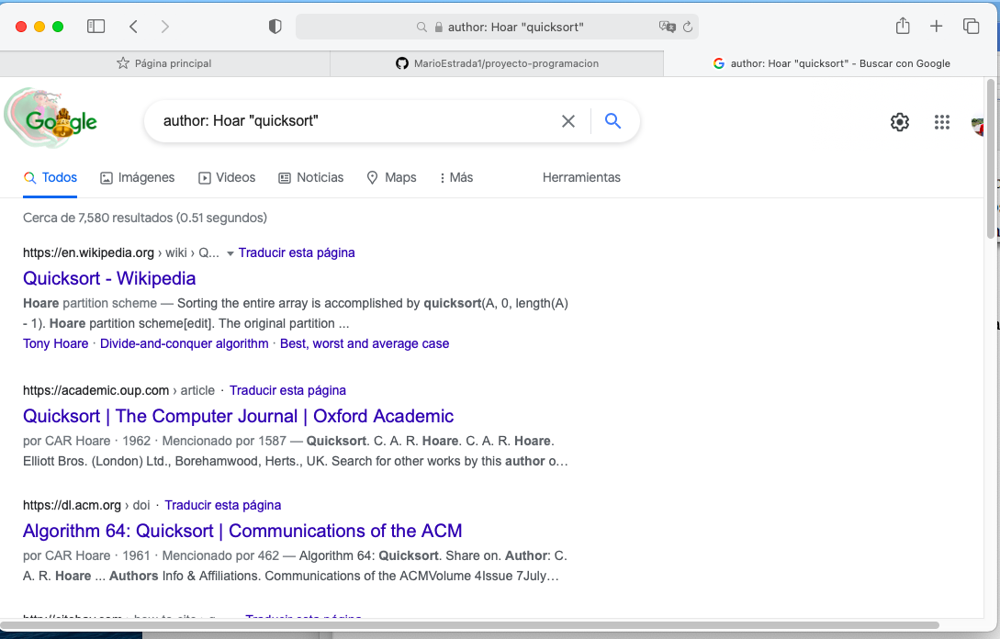 author: Hoar "quicksort"
Página principal
MarioEstrada1/proyecto-programacion
author: Hoar "quicksort" - Buscar con Google
Google
author: Hoar "quicksort"
Todos Imágenes Videos Noticias Maps Más Herramientas
Cerca de 7,580 resultados (0.51 segundos)
https://en.wikipedia.org › wiki › Q... Traducir esta página
Quicksort - Wikipedia
Hoare partition scheme — Sorting the entire array is accomplished by quicksort(A, 0, length(A)
- 1). Hoare partition scheme[edit]. The original partition ...
Tony Hoare · Divide-and-conquer algorithm · Best, worst and average case
https://academic.oup.com › article · Traducir esta página
Quicksort | The Computer Journal | Oxford Academic
por CAR Hoare · 1962 · Mencionado por 1587 — Quicksort. C. A. R. Hoare. C. A. R. Hoare.
Elliott Bros. (London) Ltd., Borehamwood, Herts., UK. Search for other works by this author o...
https://dl.acm.org › doi · Traducir esta página
Algorithm 64: Quicksort | Communications of the ACM
por CAR Hoare · 1961 · Mencionado por 462 — Algorithm 64: Quicksort. Share on. Author: C.
A. R. Hoare ... Authors Info & Affiliations. Communications of the ACMVolume 4Issue 7July...
Traducir esta página